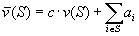 v̄(S) = c · v(S) + ∑_{i∈S} a_i